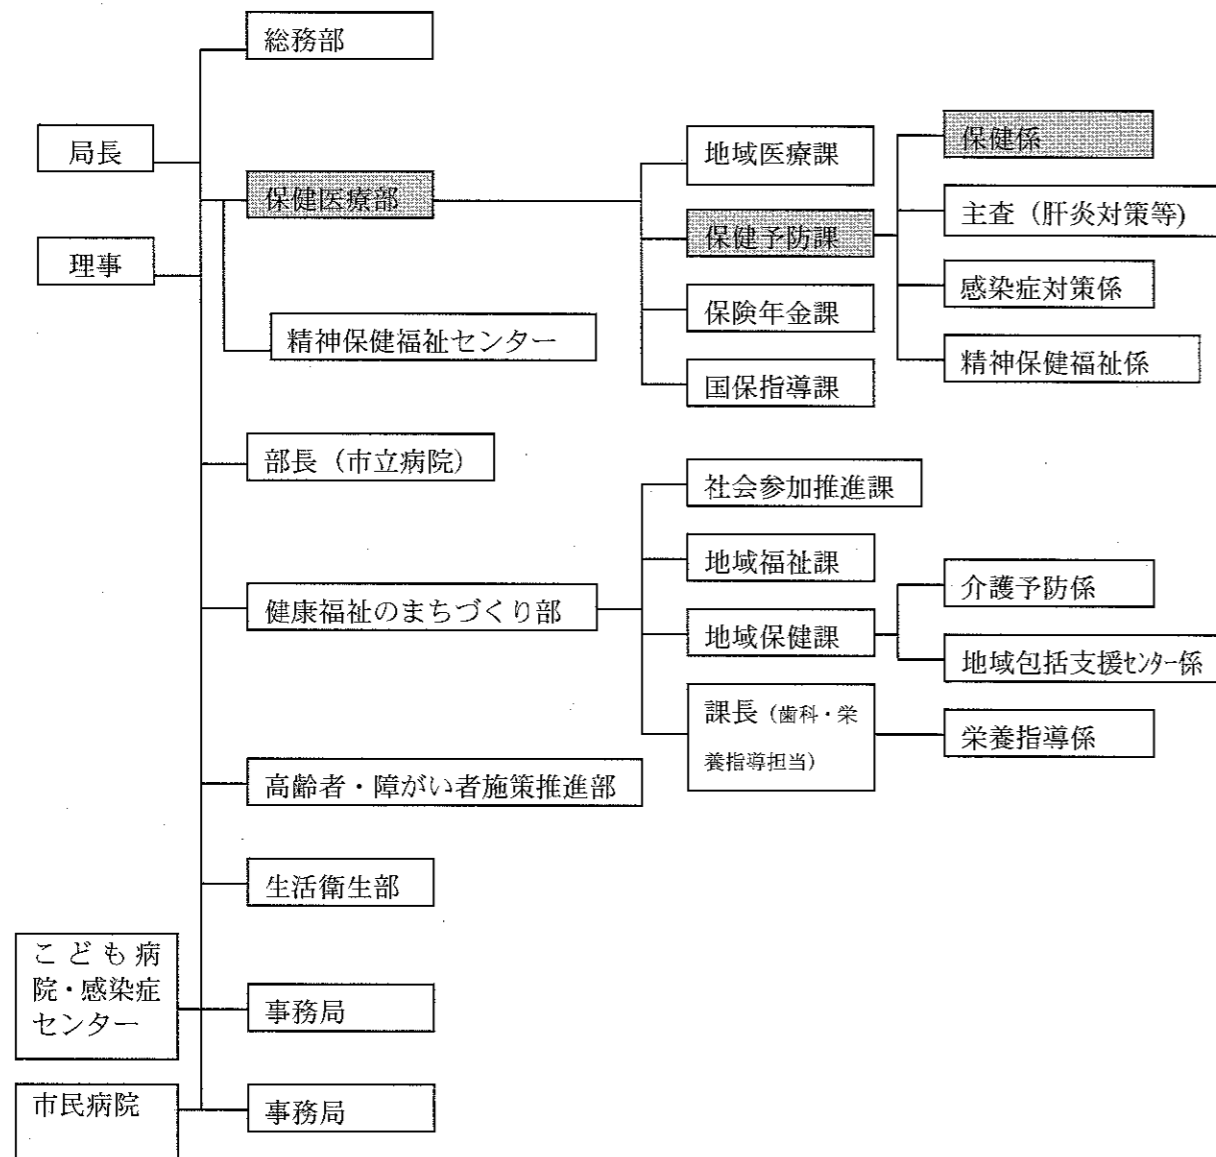 総務部
局長
保健医療部
理事
精神保健福祉センター
地域医療課
保健予防課
保険年金課
国保指導課
保健係
主査（肝炎対策等)
感染症対策係
精神保健福祉係
部長（市立病院）
健康福祉のまちづくり部
社会参加推進課
地域福祉課
地域保健課
課長（歯科・栄
養指導担当）
介護予防係
地域包括支援センター係
栄養指導係
高齢者・障がい者施策推進部
生活衛生部
こども病
院・感染症
センター
事務局
市民病院
事務局